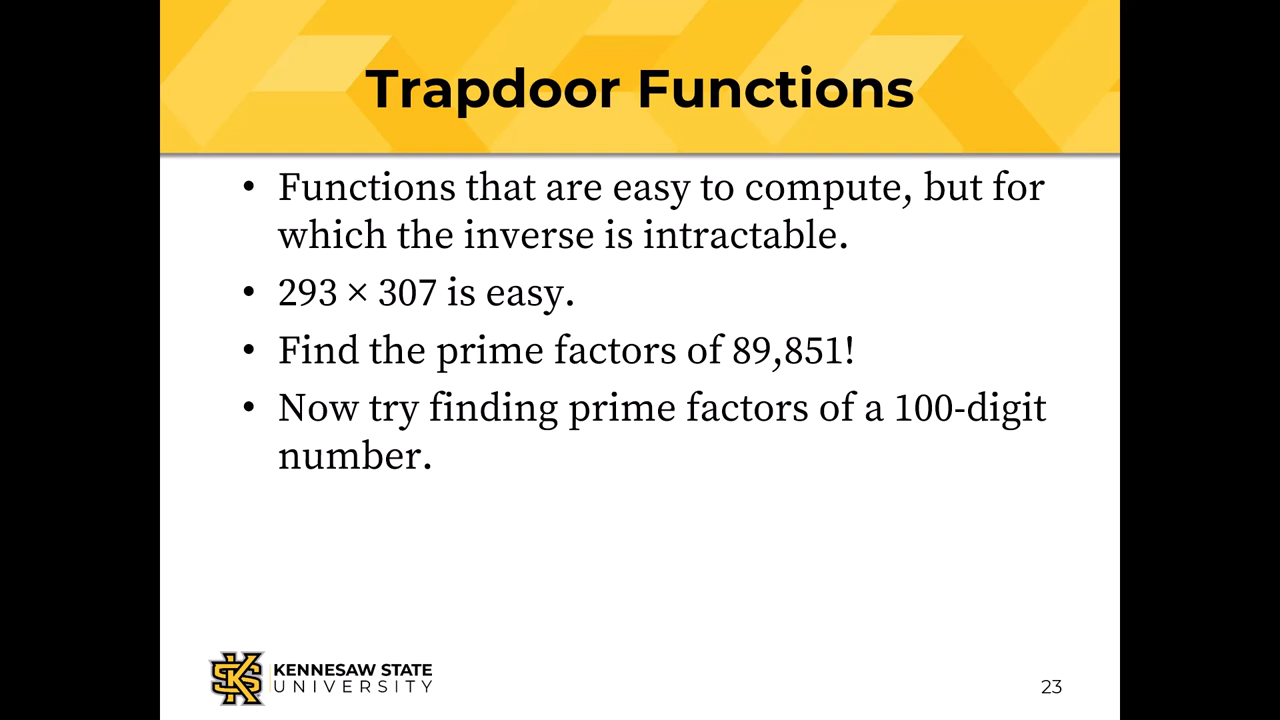 Trapdoor Functions
• Functions that are easy to compute, but for
which the inverse is intractable.
• 293 × 307 is easy.
• Find the prime factors of 89,851!
• Now try finding prime factors of a 100-digit
number.
KENNESAW STATE
UNIVERSITY
23